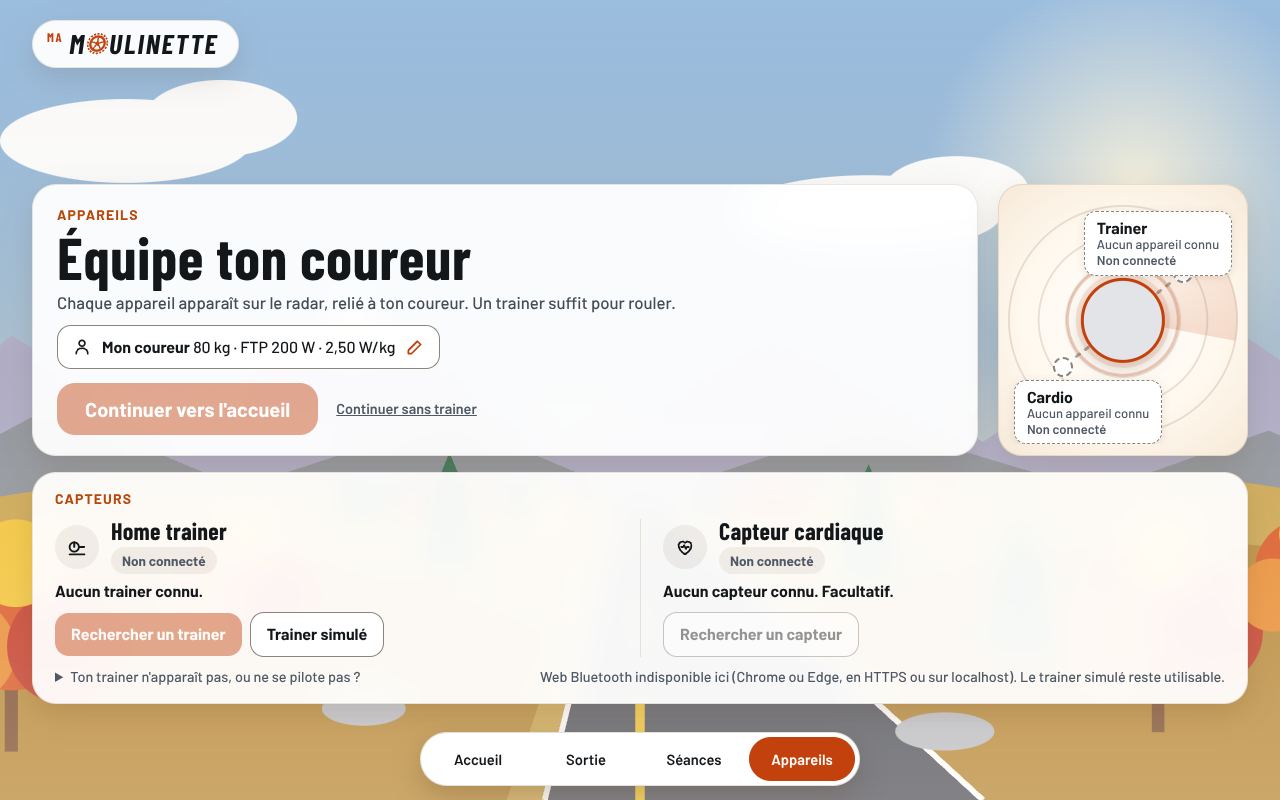 MA MOULINETTE
APPAREILS
Équipe ton coureur
Chaque appareil apparaît sur le radar, relié à ton coureur. Un trainer suffit pour rouler.
Mon coureur 80 kg · FTP 200 W · 2,50 W/kg
Continuer vers l'accueil
Continuer sans trainer
Trainer
Aucun appareil connu
Non connecté
Cardio
Aucun appareil connu
Non connecté
CAPTEURS
Home trainer
Non connecté
Aucun trainer connu.
Rechercher un trainer
Trainer simulé
Capteur cardiaque
Non connecté
Aucun capteur connu. Facultatif.
Rechercher un capteur
Ton trainer n'apparaît pas, ou ne se pilote pas ?
Web Bluetooth indisponible ici (Chrome ou Edge, en HTTPS ou sur localhost). Le trainer simulé reste utilisable.
Accueil
Sortie
Séances
Appareils